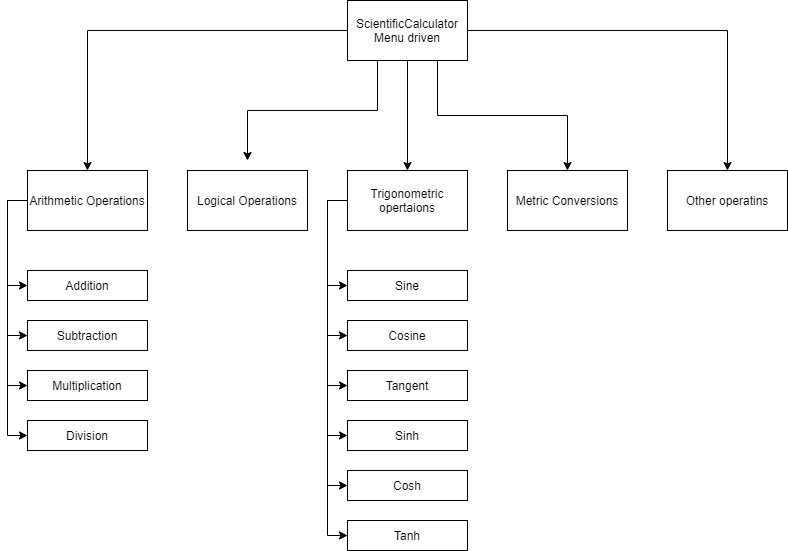 ScientificCalculator
Menu driven
Arithmetic Operations
Logical Operations
Trigonometric
opertaions
Metric Conversions
Other operatins
Addition
Subtraction
Multiplication
Division
Sine
Cosine
Tangent
Sinh
Cosh
Tanh